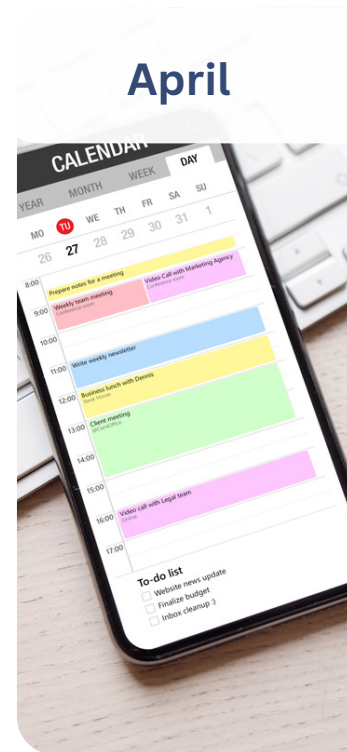 April
CALENDAR
YEAR MONTH WEEK DAY
MO TU WE TH FR SA SU
26 27 28 29 30 31 1
8:00
Prepare notes for a meeting
9:00
Weekly team meeting
Conference room
Video Call with Marketing Agency
Conference room
10:00
11:00
Write weekly newsletter
12:00
Business lunch with Dennis
Steak House
13:00
Client meeting
14:00
15:00
16:00
Video call with Legal team
Online
17:00
To-do list
Website news update
Finalize budget
Inbox cleanup :)